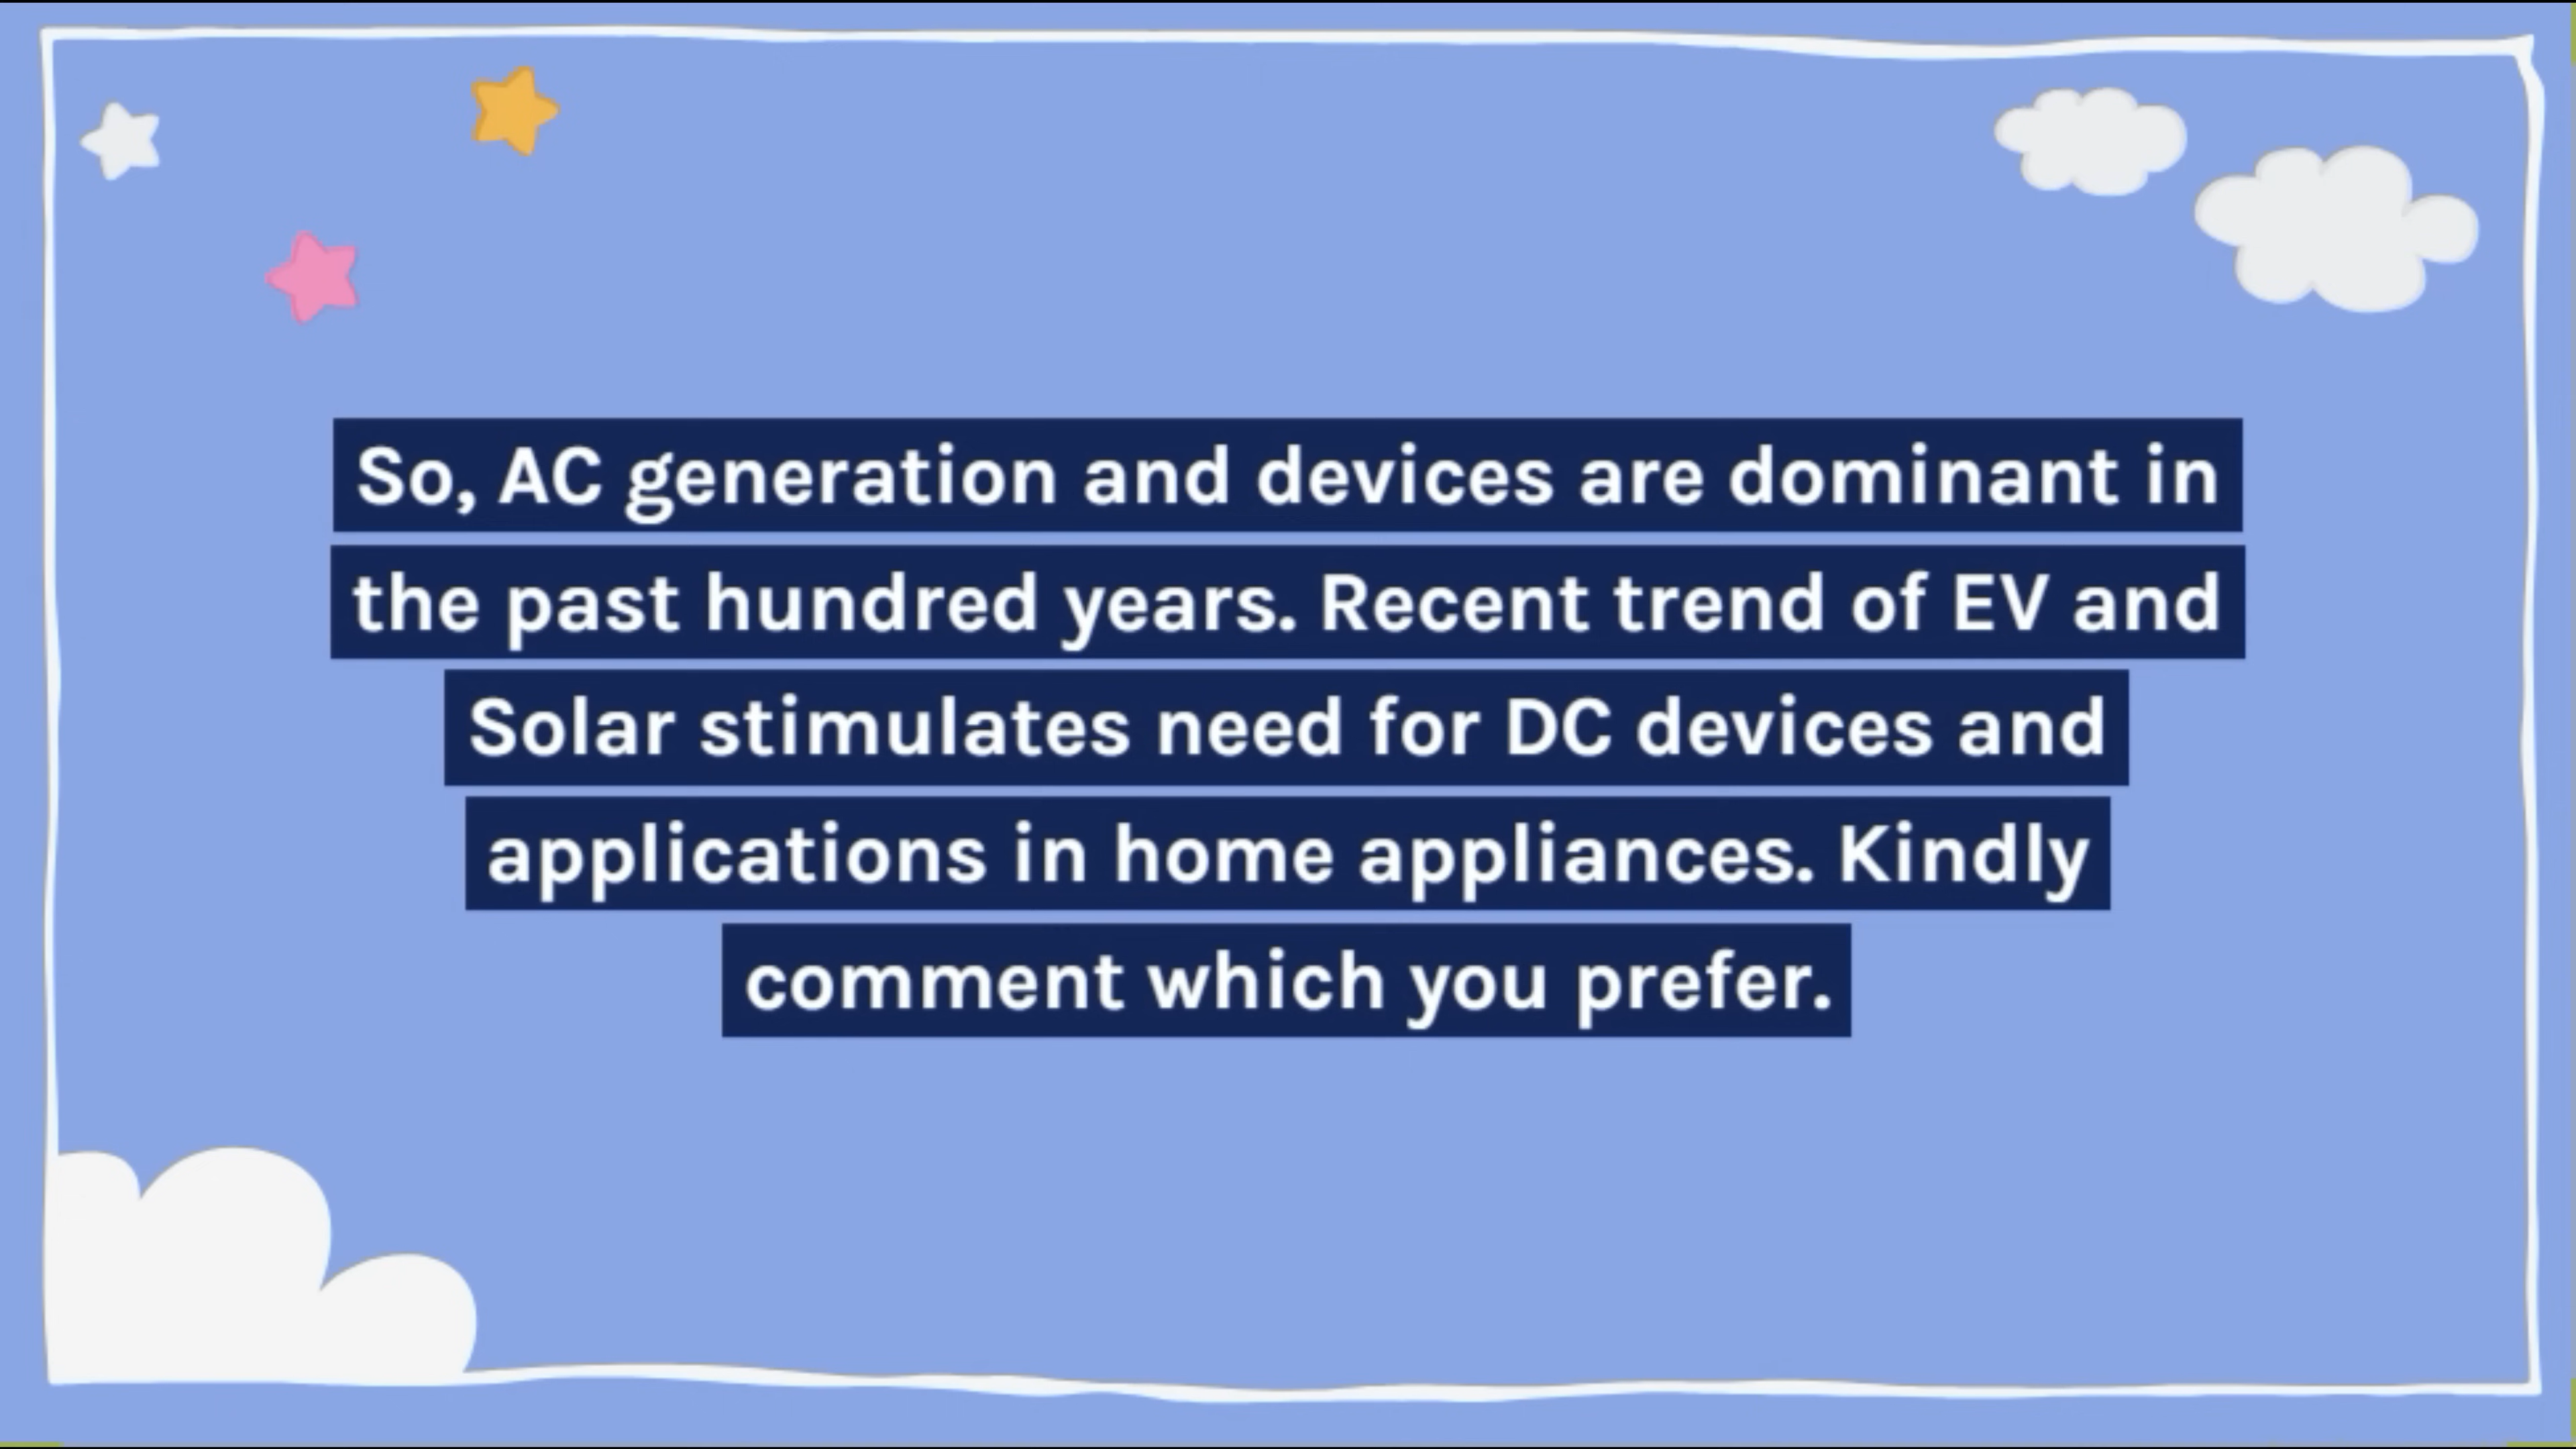 So, AC generation and devices are dominant in
the past hundred years. Recent trend of EV and
Solar stimulates need for DC devices and
applications in home appliances. Kindly
comment which you prefer.